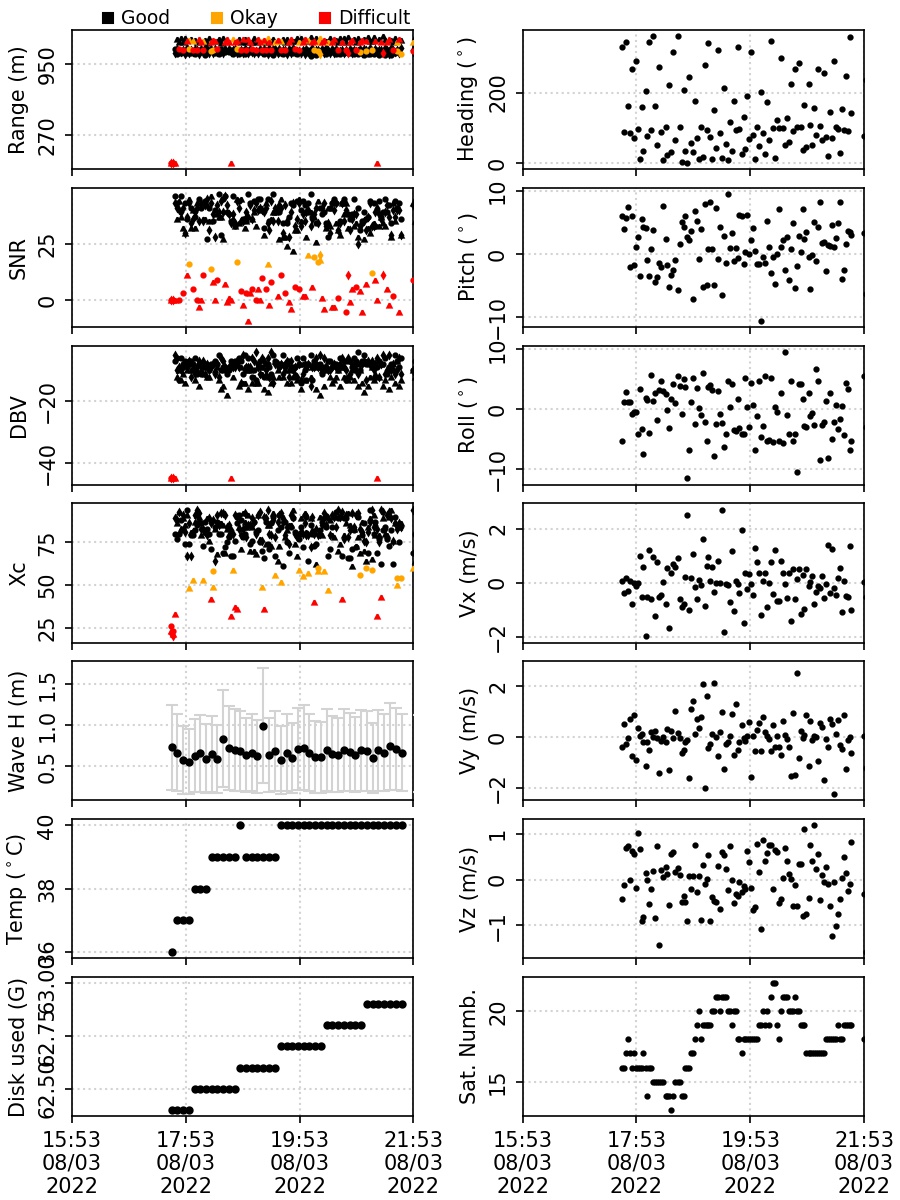 Good Okay Difficult
Range (m)
950
270
Heading (°)
200
0
SNR
25
0
Pitch (°)
10
0
−10
DBV
−20
−40
Roll (°)
10
0
−10
Xc
75
50
25
Vx (m/s)
2
0
−2
Wave H (m)
1.5
1.0
0.5
Vy (m/s)
2
0
−2
Temp (°C)
40
38
36
Vz (m/s)
1
0
−1
Disk used (G)
63.00
62.75
62.50
Sat. Numb.
20
15
15:53 17:53 19:53 21:53 15:53 17:53 19:53 21:53
08/03 08/03 08/03 08/03 08/03 08/03 08/03 08/03
2022 2022 2022 2022 2022 2022 2022 2022